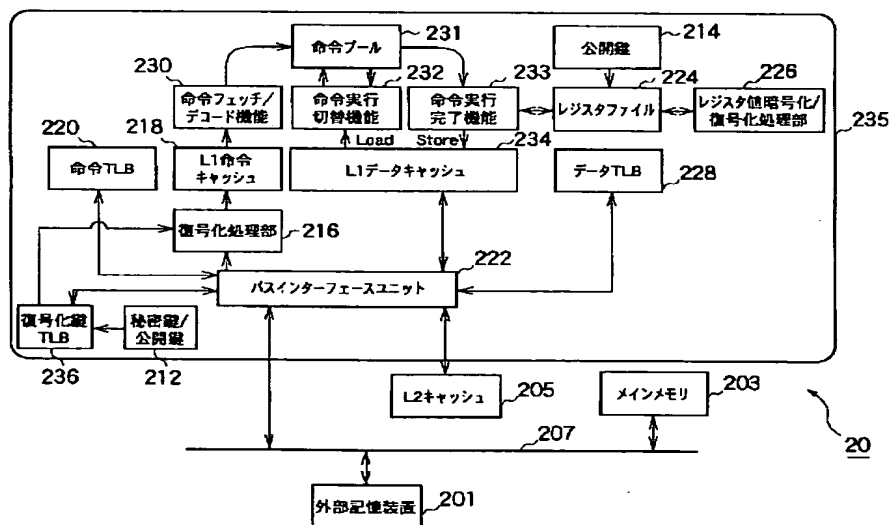 命令プール
231
公開鍵
214
230
232
233
224
226
命令フェッチ/
デコード機能
命令実行
切替機能
命令実行
完了機能
レジスタファイル
レジスタ値暗号化/
復号化処理部
235
220
218
Load
Store
234
命令TLB
L1命令
キャッシュ
L1データキャッシュ
データTLB
228
復号化処理部
216
222
バスインターフェースユニット
復号化鍵
TLB
秘密鍵/
公開鍵
236
212
L2キャッシュ
205
メインメモリ
203
207
20
外部記憶装置
201